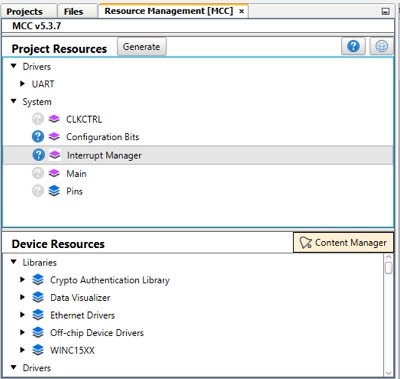 Projects Files Resource Management [MCC] ×
MCC v5.3.7
Project Resources Generate ?
Drivers
UART
System
? CLKCTRL
? Configuration Bits
? Interrupt Manager
? Main
? Pins
Device Resources Content Manager
Libraries
Crypto Authentication Library
Data Visualizer
Ethernet Drivers
Off-chip Device Drivers
WINC15XX
Drivers